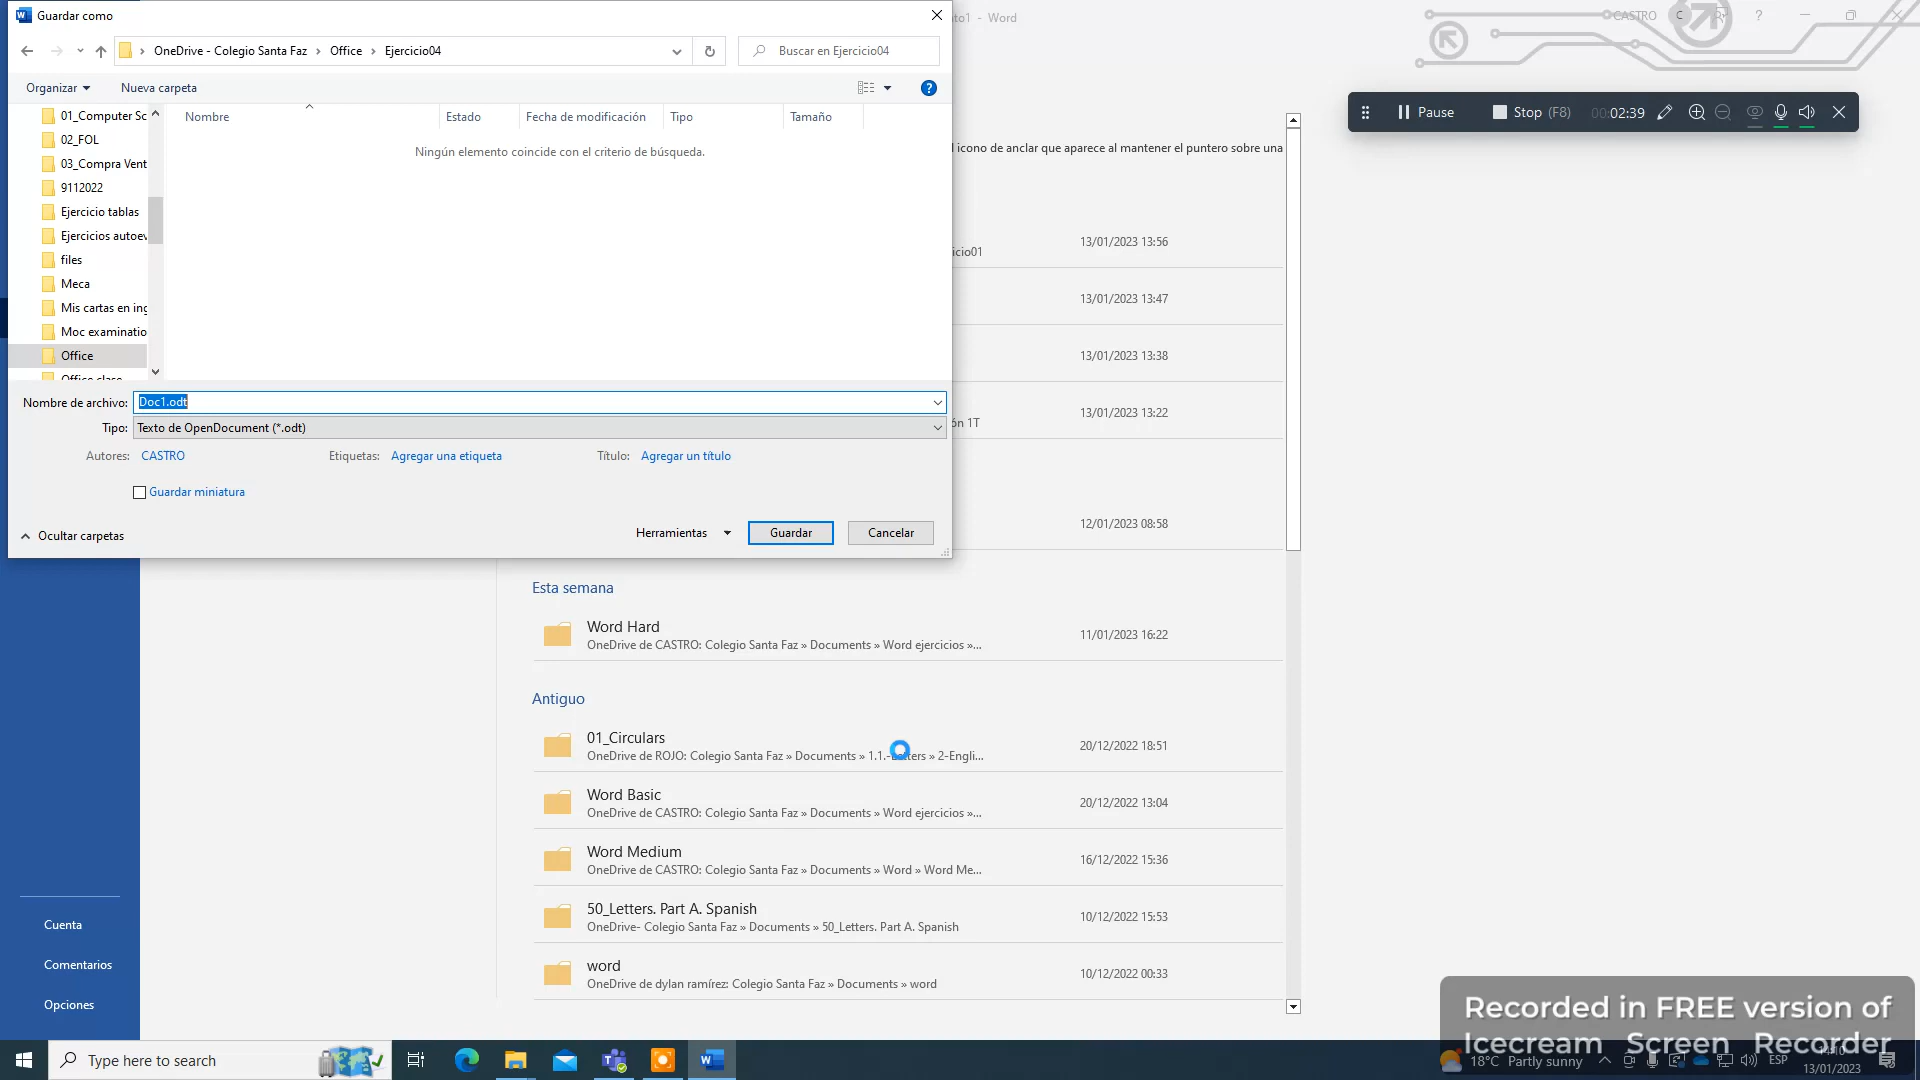 Guardar como
to1 - Word
CASTRO C
?
OneDrive - Colegio Santa Faz > Office > Ejercicio04
Buscar en Ejercicio04
Organizar
Nueva carpeta
?
Pause
Stop (F8)
00:02:39
01_Computer Sc
02_FOL
03_Compra Vent
9112022
Ejercicio tablas
Ejercicios autoev
files
Meca
Mis cartas en ing
Moc examinatio
Office
Office clase
Nombre
Estado
Fecha de modificación
Tipo
Tamaño
Ningún elemento coincide con el criterio de búsqueda.
l icono de anclar que aparece al mantener el puntero sobre una
13/01/2023 13:56
icio01
13/01/2023 13:47
13/01/2023 13:38
13/01/2023 13:22
ón 1T
12/01/2023 08:58
Nombre de archivo: Doc1.odt
Tipo: Texto de OpenDocument (*.odt)
Autores: CASTRO
Etiquetas: Agregar una etiqueta
Título: Agregar un título
Guardar miniatura
Ocultar carpetas
Herramientas
Guardar
Cancelar
Esta semana
Word Hard
11/01/2023 16:22
OneDrive de CASTRO: Colegio Santa Faz » Documents » Word ejercicios »...
Antiguo
01_Circulars
20/12/2022 18:51
OneDrive de ROJO: Colegio Santa Faz » Documents » 1.1.-Letters » 2-Engli...
Word Basic
20/12/2022 13:04
OneDrive de CASTRO: Colegio Santa Faz » Documents » Word ejercicios »...
Word Medium
16/12/2022 15:36
OneDrive de CASTRO: Colegio Santa Faz » Documents » Word » Word Me...
50_Letters. Part A. Spanish
10/12/2022 15:53
OneDrive- Colegio Santa Faz » Documents » 50_Letters. Part A. Spanish
word
10/12/2022 00:33
OneDrive de dylan ramírez: Colegio Santa Faz » Documents » word
Cuenta
Comentarios
Opciones
Recorded in FREE version of
Icecream Screen Recorder
Type here to search
18°C Partly sunny
ESP
14:10
13/01/2023